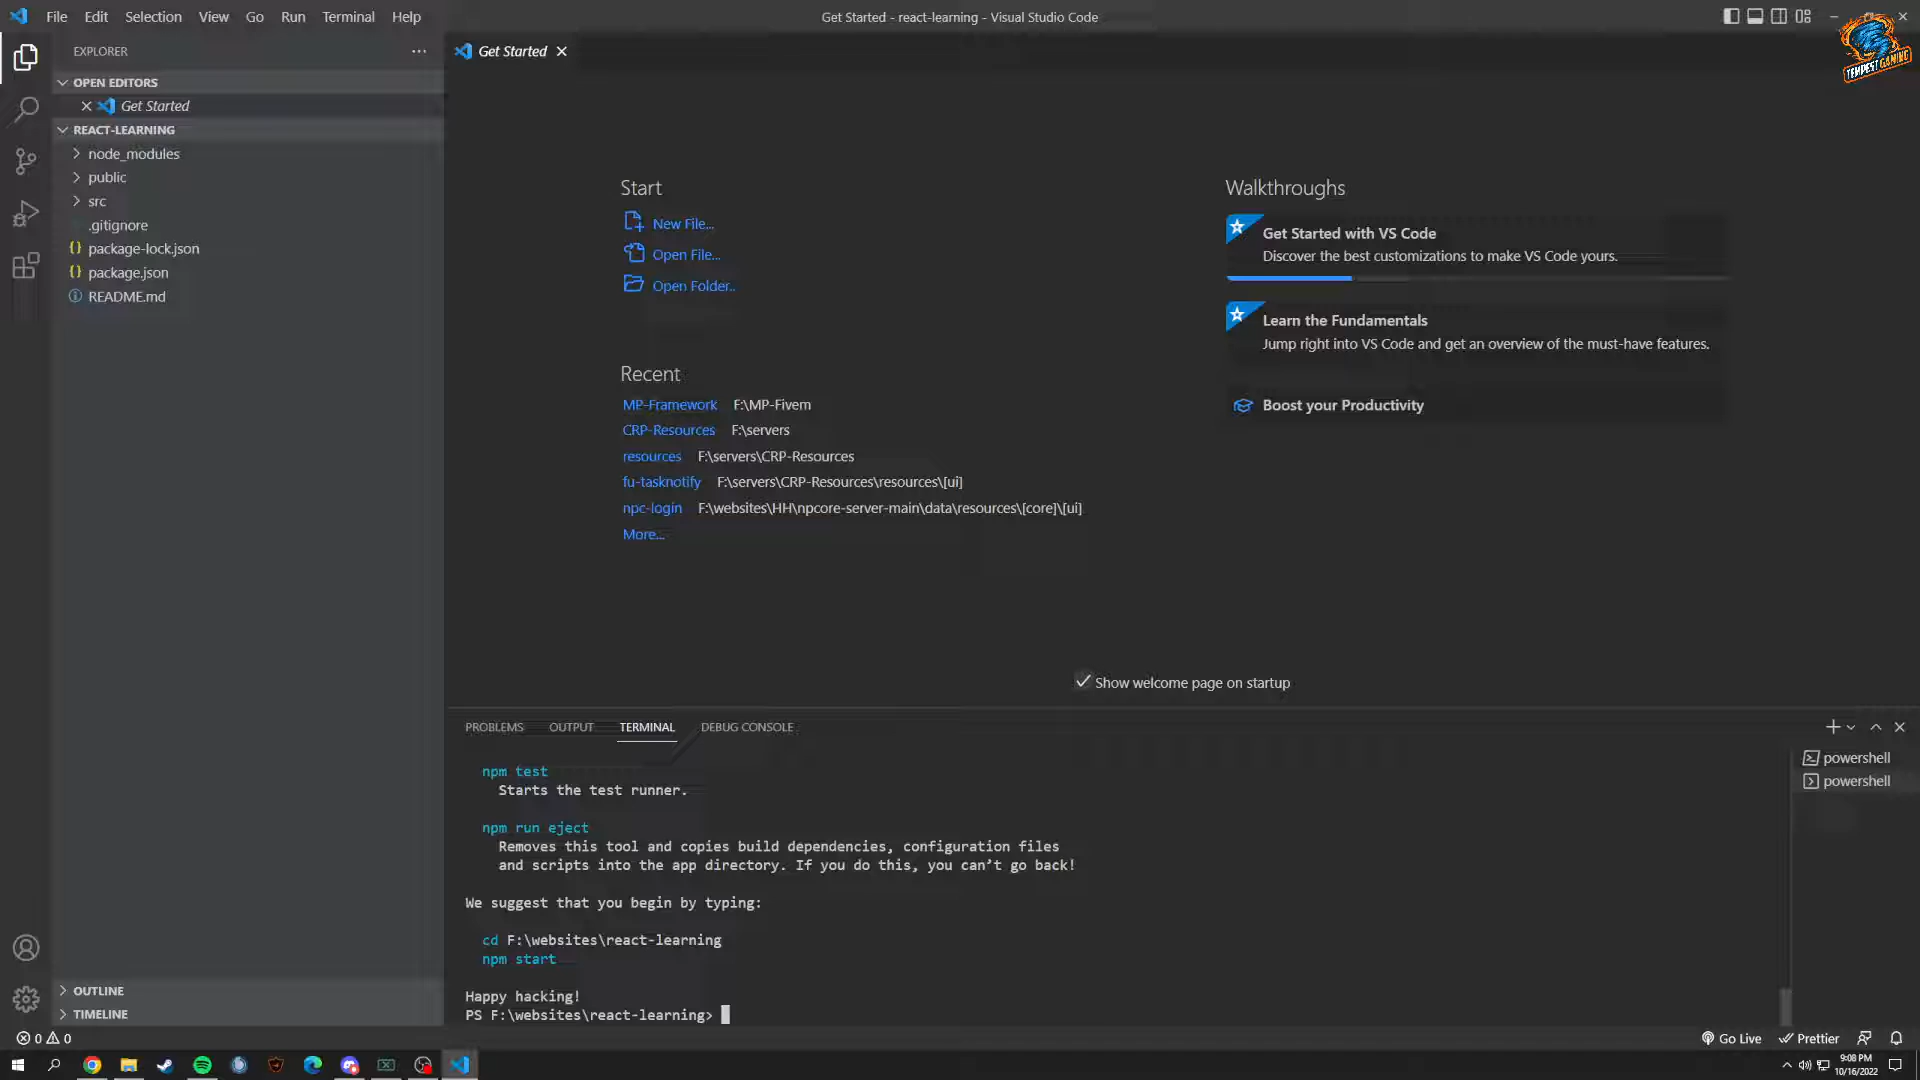 File Edit Selection View Go Run Terminal Help
Get Started - react-learning - Visual Studio Code
TEMPEST GAMING
EXPLORER
Get Started
OPEN EDITORS
Get Started
REACT-LEARNING
node_modules
public
src
.gitignore
package-lock.json
package.json
README.md
OUTLINE
TIMELINE
Start
New File...
Open File...
Open Folder..
Recent
MP-Framework F:\MP-Fivem
CRP-Resources F:\servers
resources F:\servers\CRP-Resources
fu-tasknotify F:\servers\CRP-Resources\resources\[ui]
npc-login F:\websites\HH\npcore-server-main\data\resources\[core]\[ui]
More...
Walkthroughs
Get Started with VS Code
Discover the best customizations to make VS Code yours.
Learn the Fundamentals
Jump right into VS Code and get an overview of the must-have features.
Boost your Productivity
Show welcome page on startup
PROBLEMS OUTPUT TERMINAL DEBUG CONSOLE
npm test
Starts the test runner.
npm run eject
Removes this tool and copies build dependencies, configuration files
and scripts into the app directory. If you do this, you can’t go back!
We suggest that you begin by typing:
cd F:\websites\react-learning
npm start
Happy hacking!
PS F:\websites\react-learning>
powershell
powershell
0 0
Go Live Prettier
9:08 PM
10/16/2022